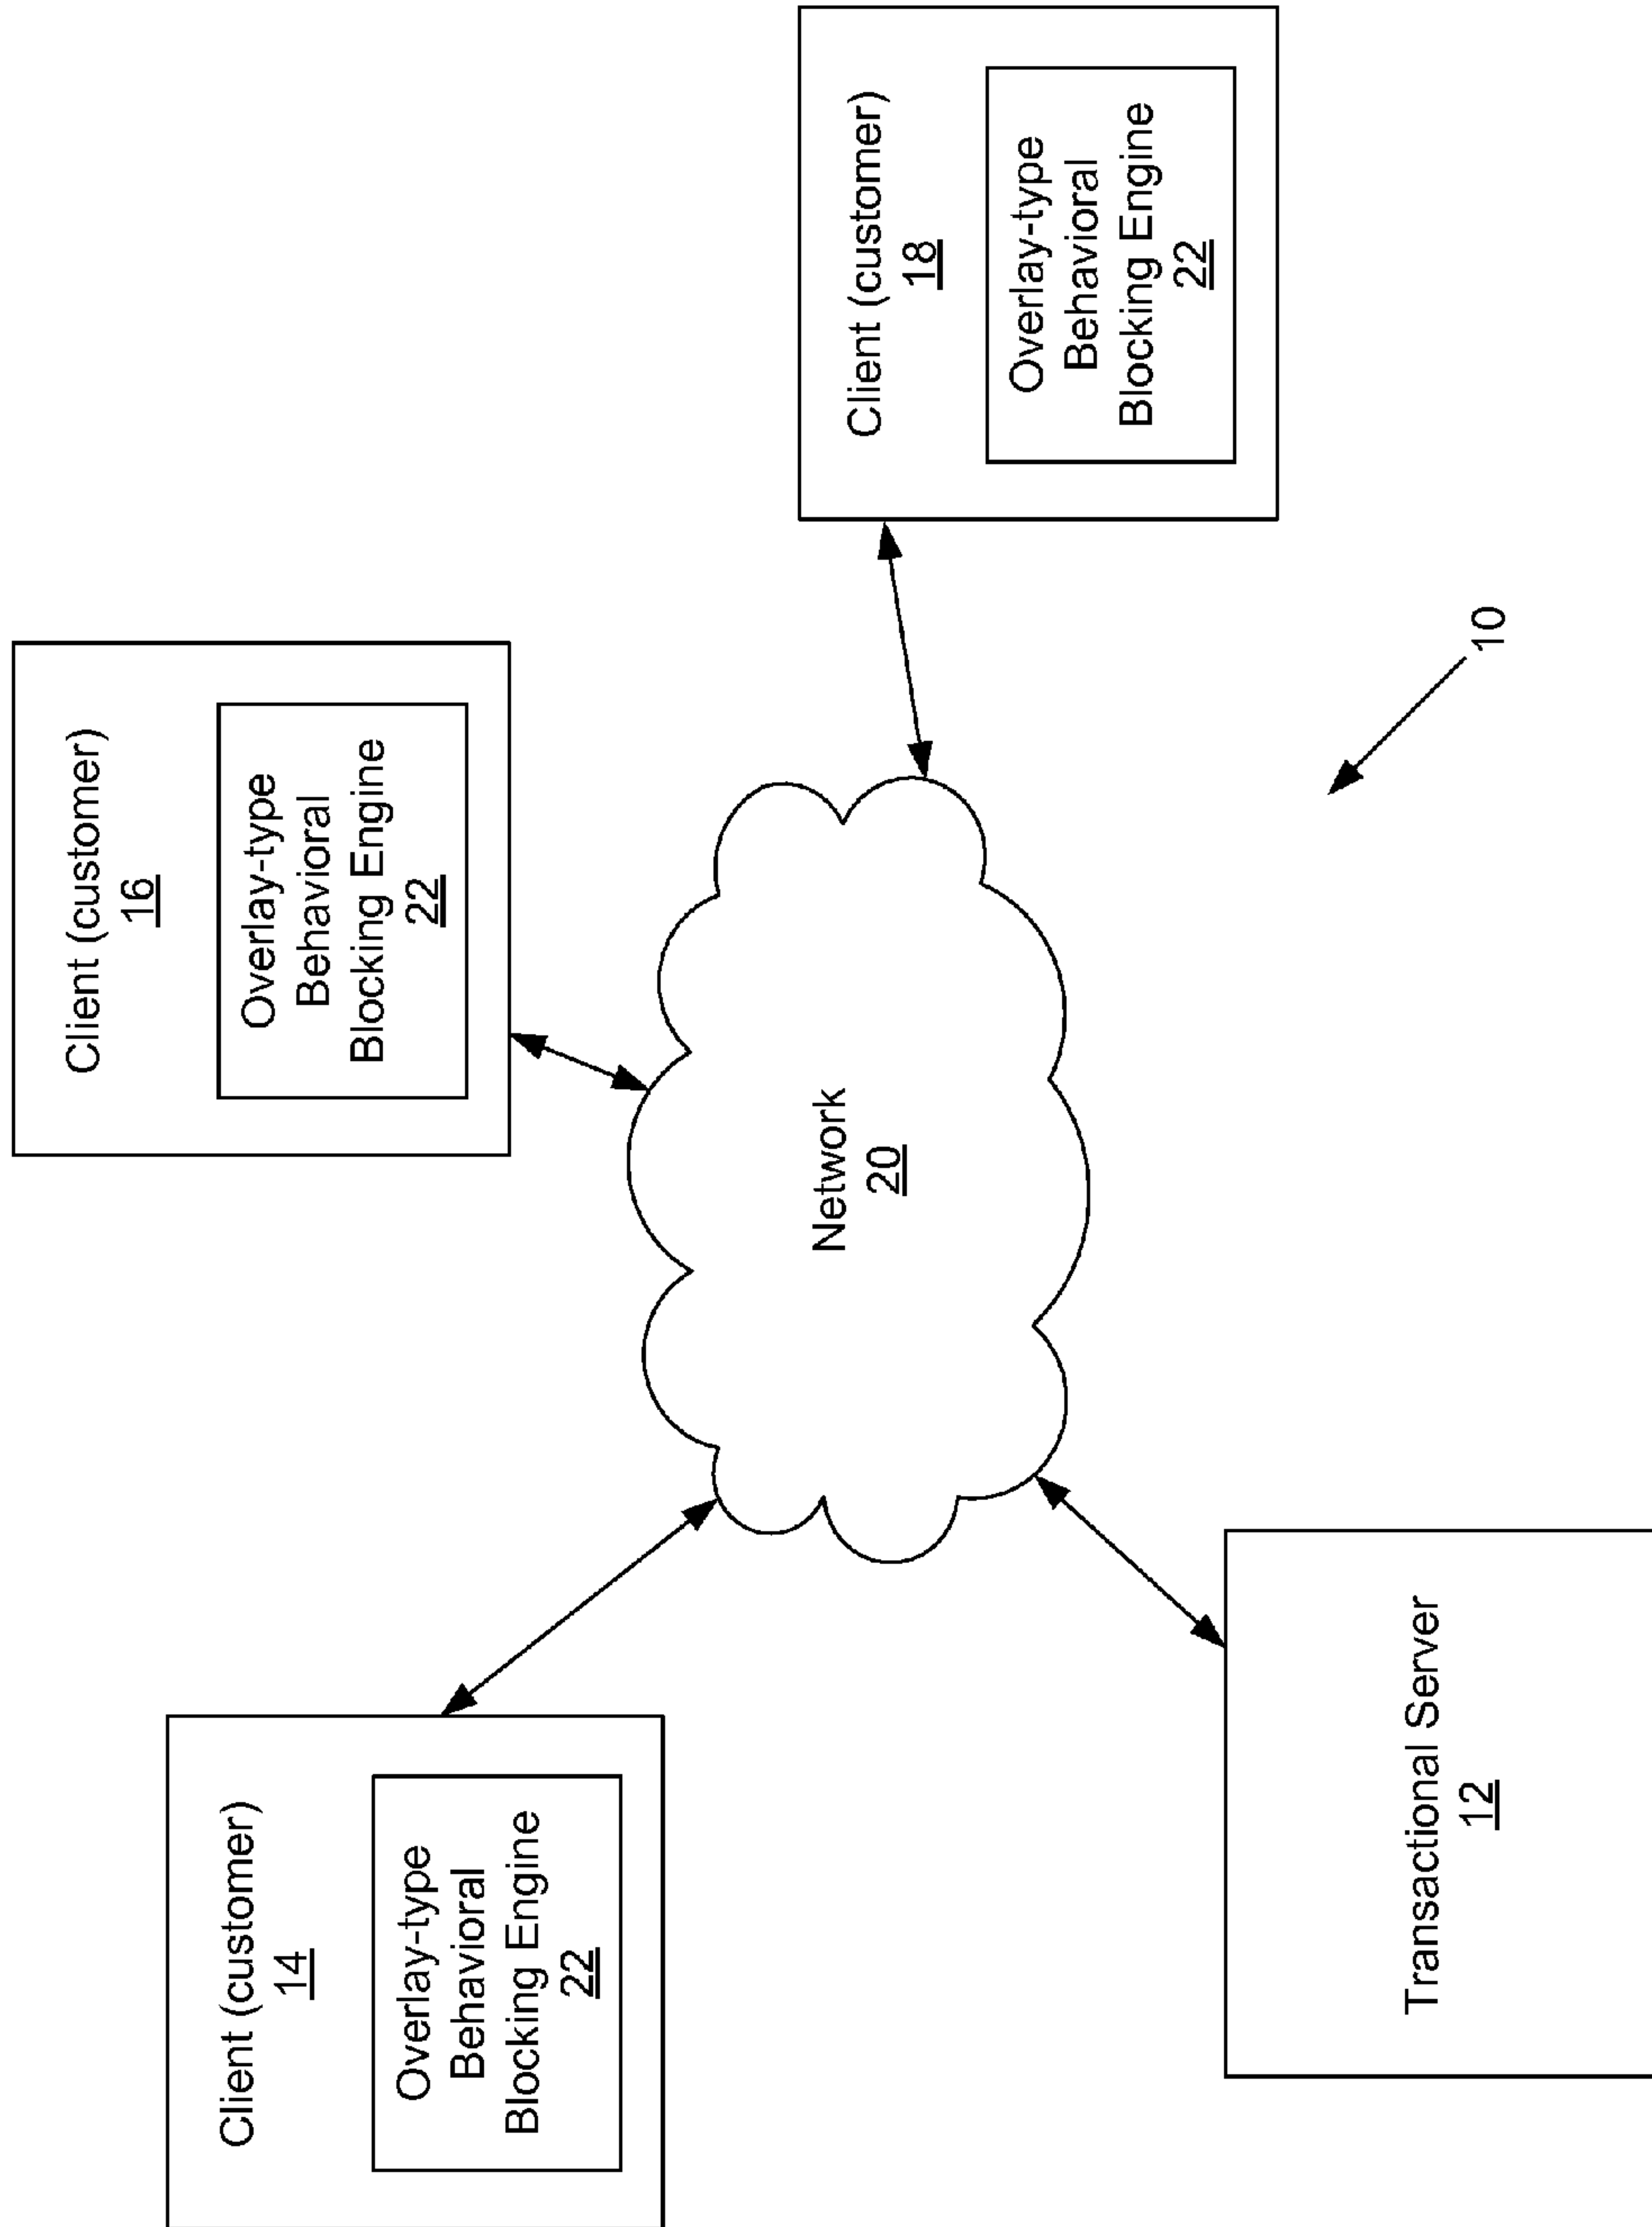 Client (customer)
14
Overlay-type
Behavioral
Blocking Engine
22
Client (customer)
16
Overlay-type
Behavioral
Blocking Engine
22
Client (customer)
18
Overlay-type
Behavioral
Blocking Engine
22
Network
20
Transactional Server
12
10